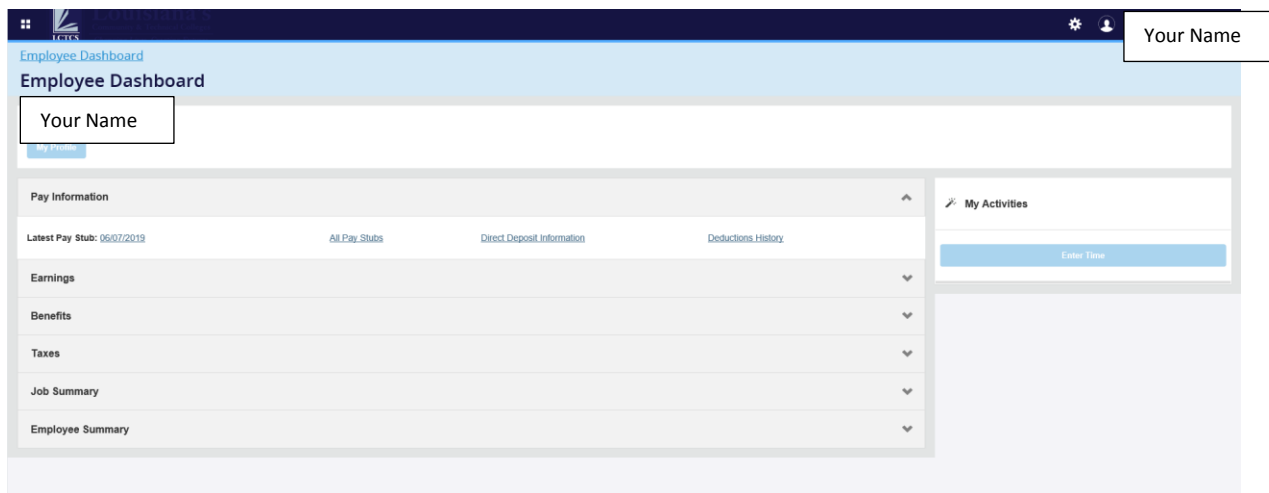 Louisiana's
LCTCS
Your Name
Employee Dashboard
Employee Dashboard
Your Name
My Profile
Pay Information
Latest Pay Stub: 06/07/2019 All Pay Stubs Direct Deposit Information Deductions History
Earnings
Benefits
Taxes
Job Summary
Employee Summary
My Activities
Enter Time